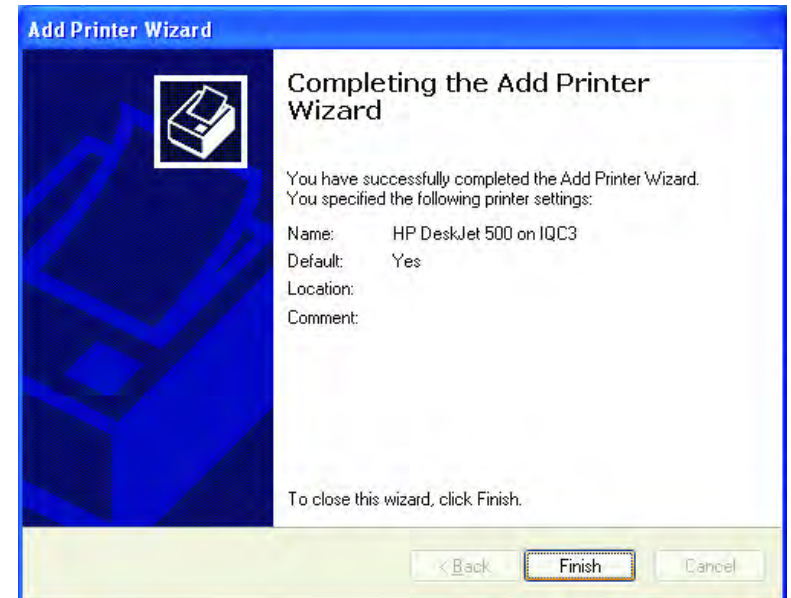 Add Printer Wizard
Completing the Add Printer
Wizard
You have successfully completed the Add Printer Wizard.
You specified the following printer settings:
Name: HP DeskJet 500 on IQC3
Default: Yes
Location:
Comment:
To close this wizard, click Finish.
< Back Finish Cancel